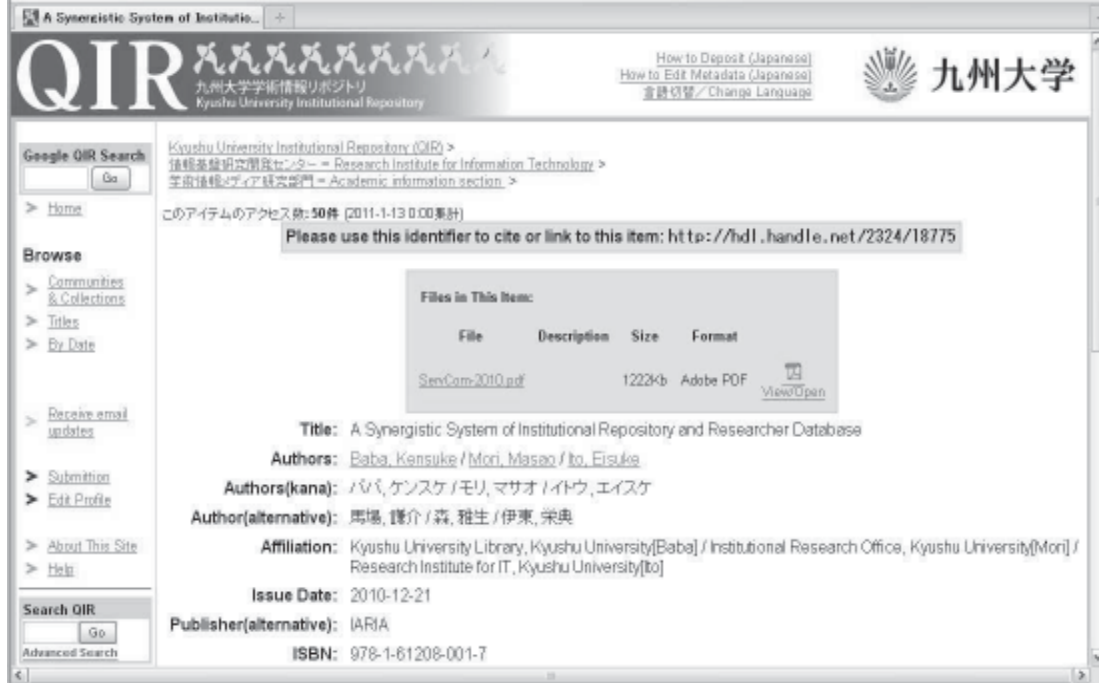 A Synergistic System of Institutio...
QIR
九州大学学術情報リポジトリ
Kyushu University Institutional Repository
How to Deposit (Japanese)
How to Edit Metadata (Japanese)
言語切替／Change Language
九州大学
Google QIR Search
Go
> Home
Browse
> Communities
& Collections
> Titles
> By Date
> Receive email
updates
> Submittion
> Edit Profile
> About This Site
> Help
Search QIR
Go
Advanced Search
Kyushu University Institutional Repository (QIR) >
情報基盤研究開発センター = Research Institute for Information Technology >
学術情報メディア研究部門 = Academic information section >
このアイテムのアクセス数: 50件 (2011-1-13 0:00集計)
Please use this identifier to cite or link to this item: http://hdl.handle.net/2324/18775
Files in This Item:
File Description Size Format
ServCom-2010.pdf 1222Kb Adobe PDF View/Open
Title: A Synergistic System of Institutional Repository and Researcher Database
Authors: Baba, Kensuke / Mori, Masao / Ito, Eisuke
Authors(kana): ババ, ケンスケ / モリ, マサオ / イトウ, エイスケ
Author(alternative): 馬場, 謙介 / 森, 雅生 / 伊東, 栄典
Affiliation: Kyushu University Library, Kyushu University[Baba] / Institutional Research Office, Kyushu University[Mori] /
Research Institute for IT, Kyushu University[Ito]
Issue Date: 2010-12-21
Publisher(alternative): IARIA
ISBN: 978-1-61208-001-7